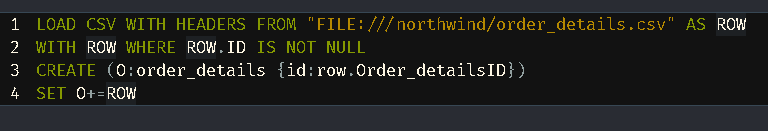 1 LOAD CSV WITH HEADERS FROM "FILE:///northwind/order_details.csv" AS ROW
2 WITH ROW WHERE ROW.ID IS NOT NULL
3 CREATE (O:order_details {id:row.Order_detailsID})
4 SET O+=ROW